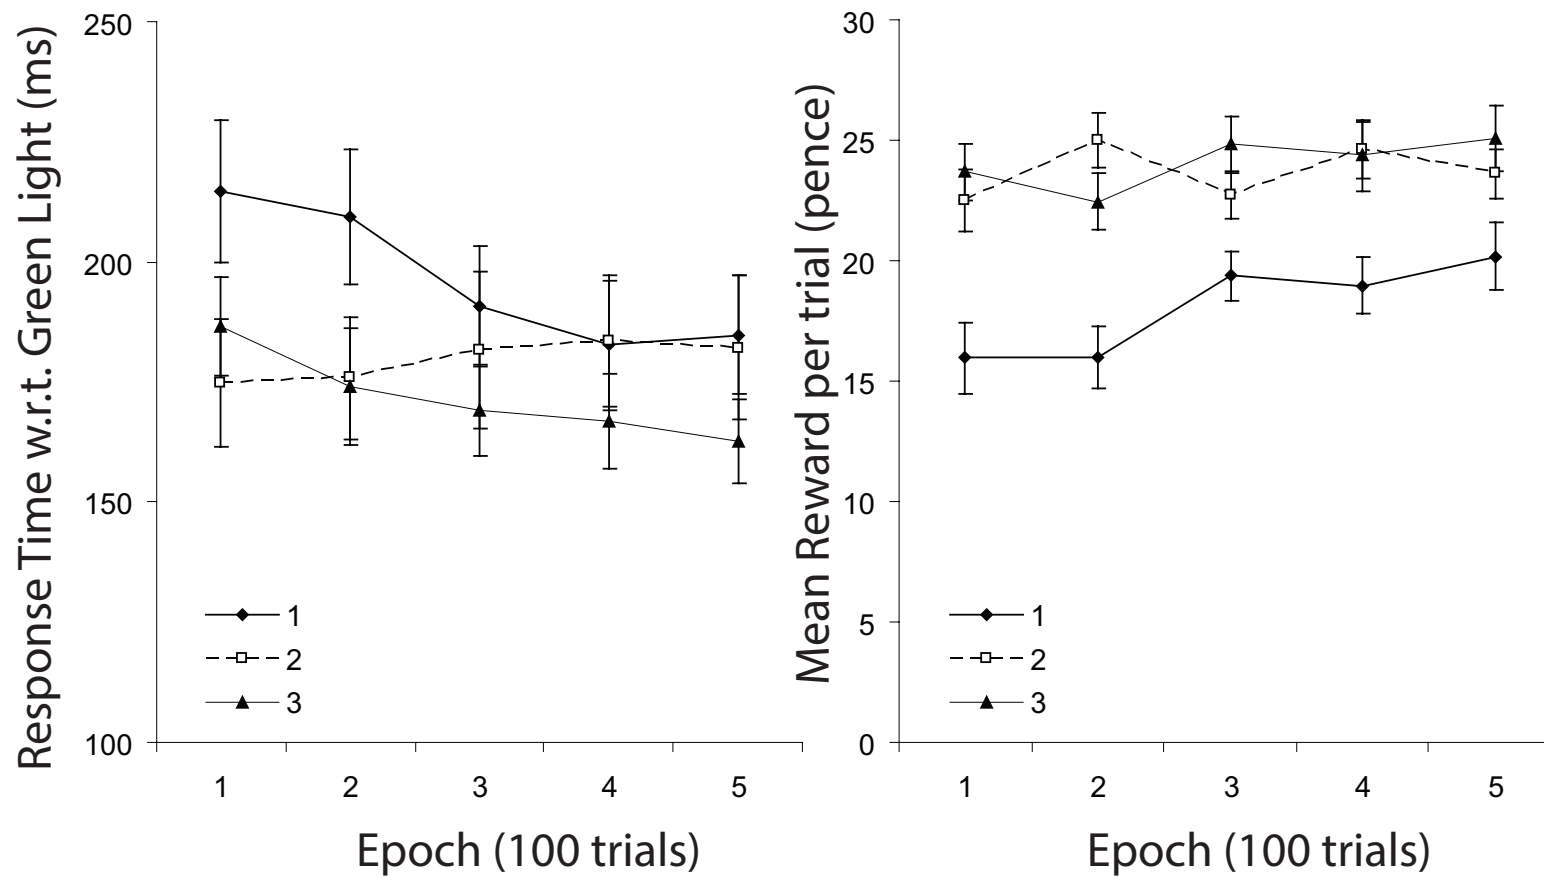 Response Time w.r.t. Green Light (ms)
250
200
150
100
1
2
3
1 2 3 4 5
Epoch (100 trials)
Mean Reward per trial (pence)
30
25
20
15
10
5
0
1
2
3
1 2 3 4 5
Epoch (100 trials)